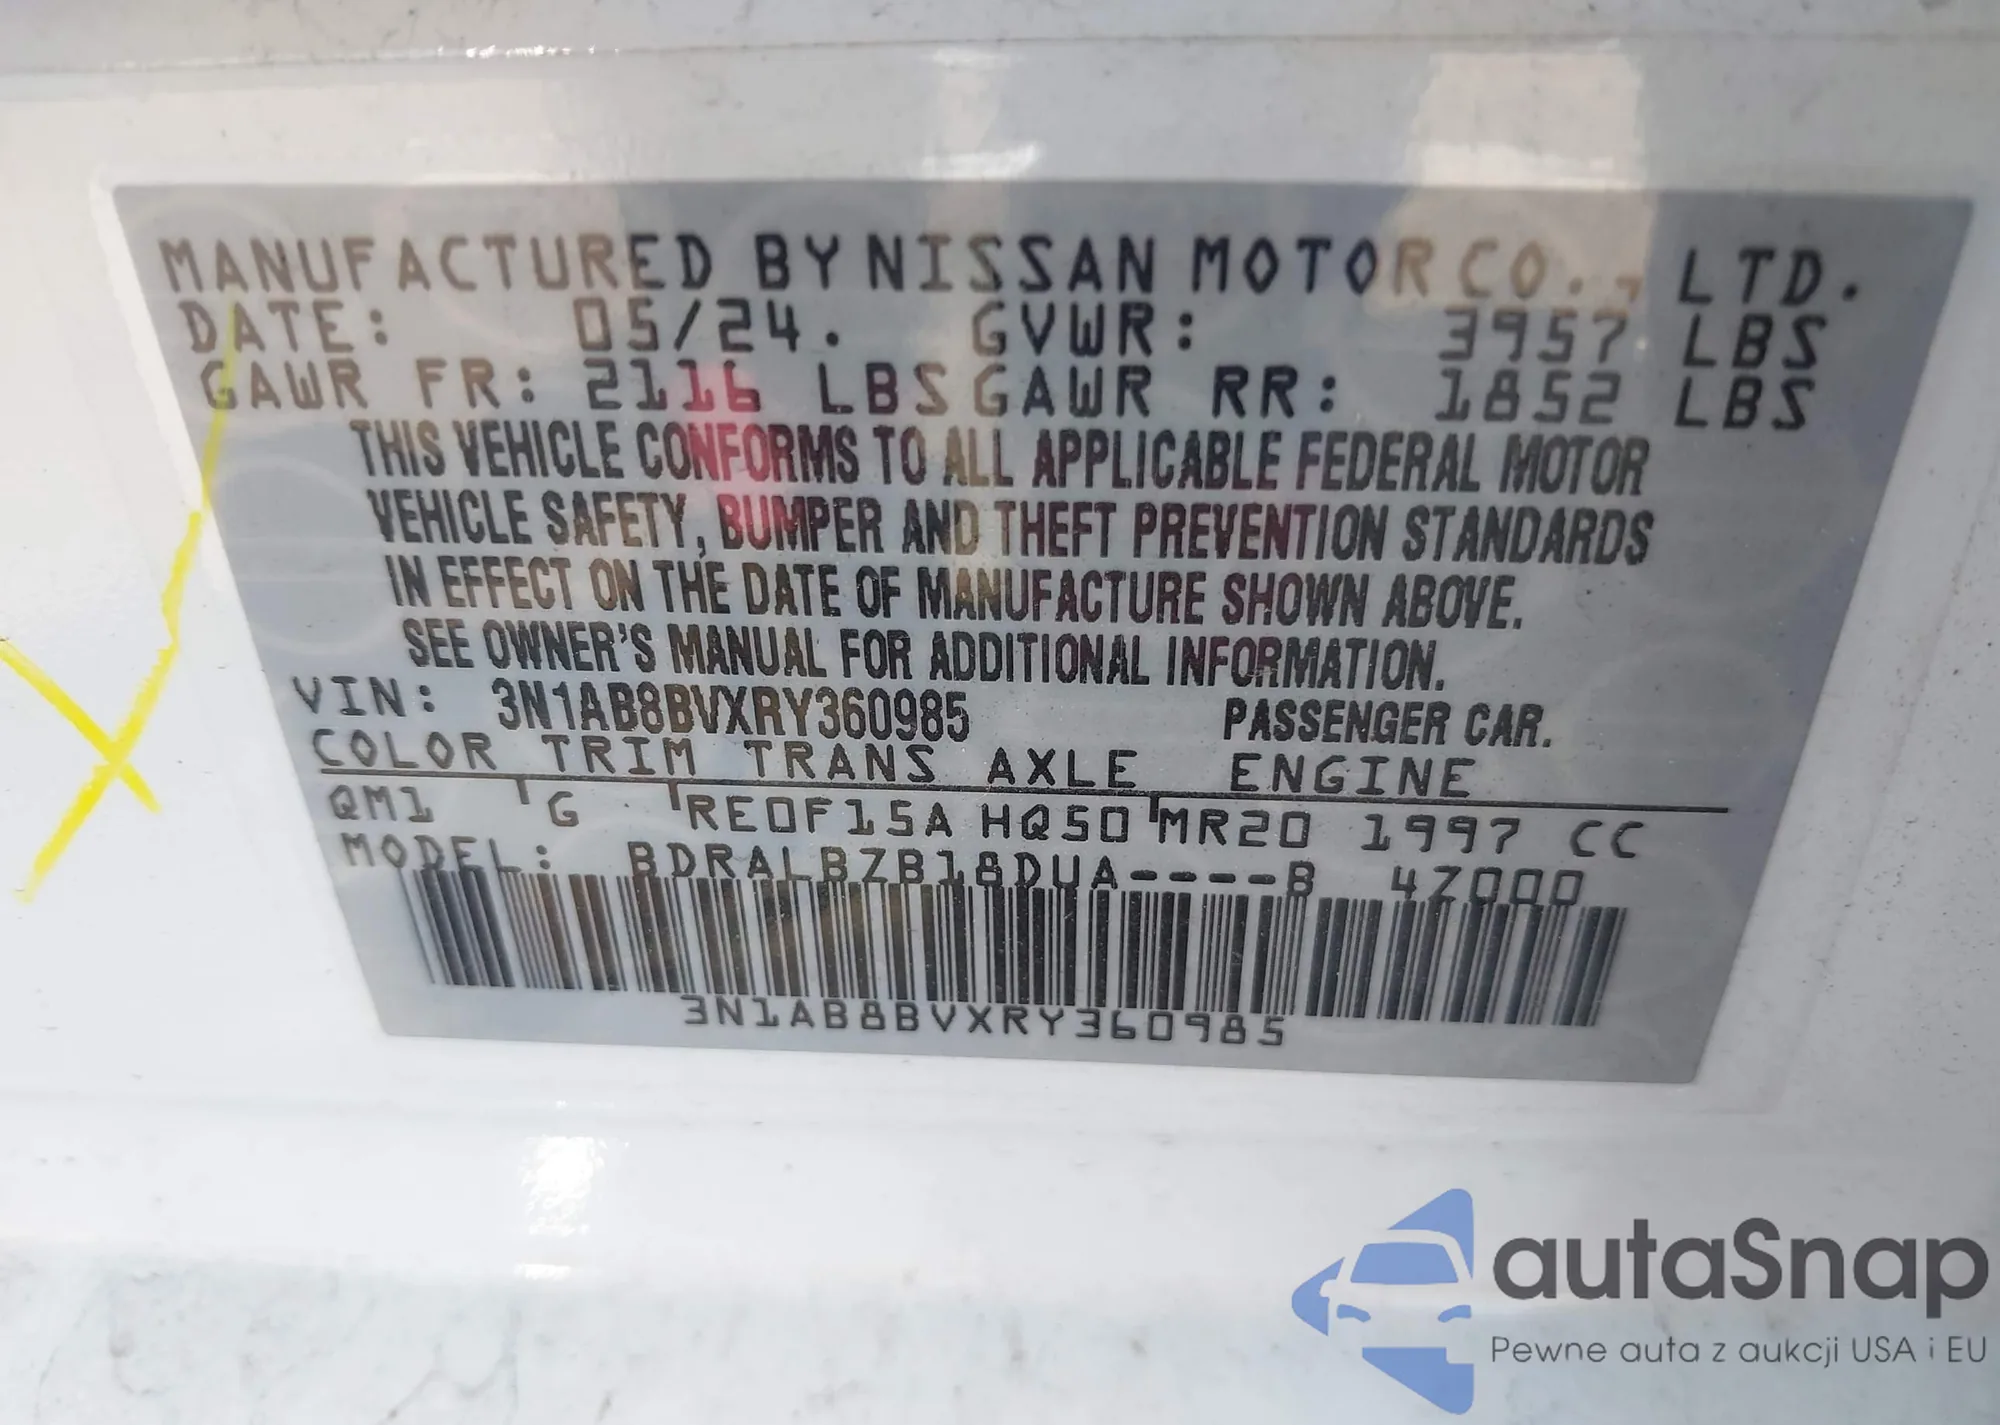 MANUFACTURED BY NISSAN MOTOR CO., LTD.
DATE: 05/24. GVWR: 3957 LBS
GAWR FR: 2116 LBS GAWR RR: 1852 LBS
THIS VEHICLE CONFORMS TO ALL APPLICABLE FEDERAL MOTOR
VEHICLE SAFETY, BUMPER AND THEFT PREVENTION STANDARDS
IN EFFECT ON THE DATE OF MANUFACTURE SHOWN ABOVE.
SEE OWNER'S MANUAL FOR ADDITIONAL INFORMATION.
VIN: 3N1AB8BVXRY360985 PASSENGER CAR.
COLOR TRIM TRANS AXLE ENGINE
QM1 G RE0F15A HQ50 MR20 1997 CC
MODEL: BDRALBZB18DUA----B 4Z000
3N1AB8BVXRY360985
autaSnap
Pewne auta z aukcji USA i EU